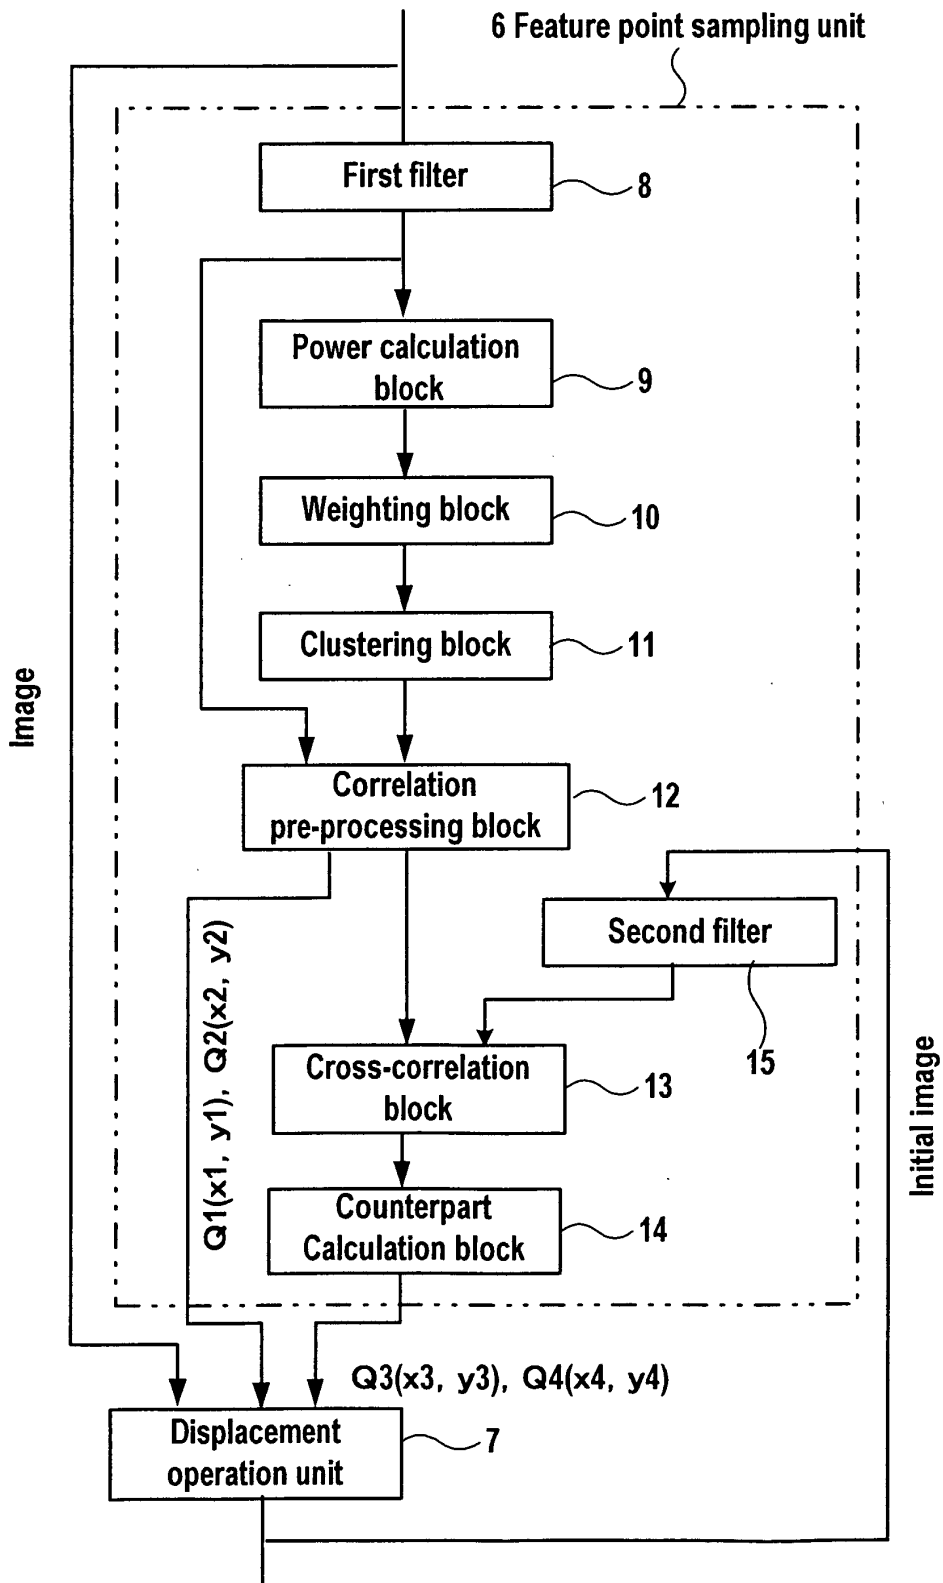 6 Feature point sampling unit
First filter
8
Power calculation
block
9
Weighting block
10
Clustering block
11
Image
Correlation
pre-processing block
12
Second filter
15
Q1(x1, y1), Q2(x2, y2)
Cross-correlation
block
13
Initial image
Counterpart
Calculation block
14
Q3(x3, y3), Q4(x4, y4)
Displacement
operation unit
7